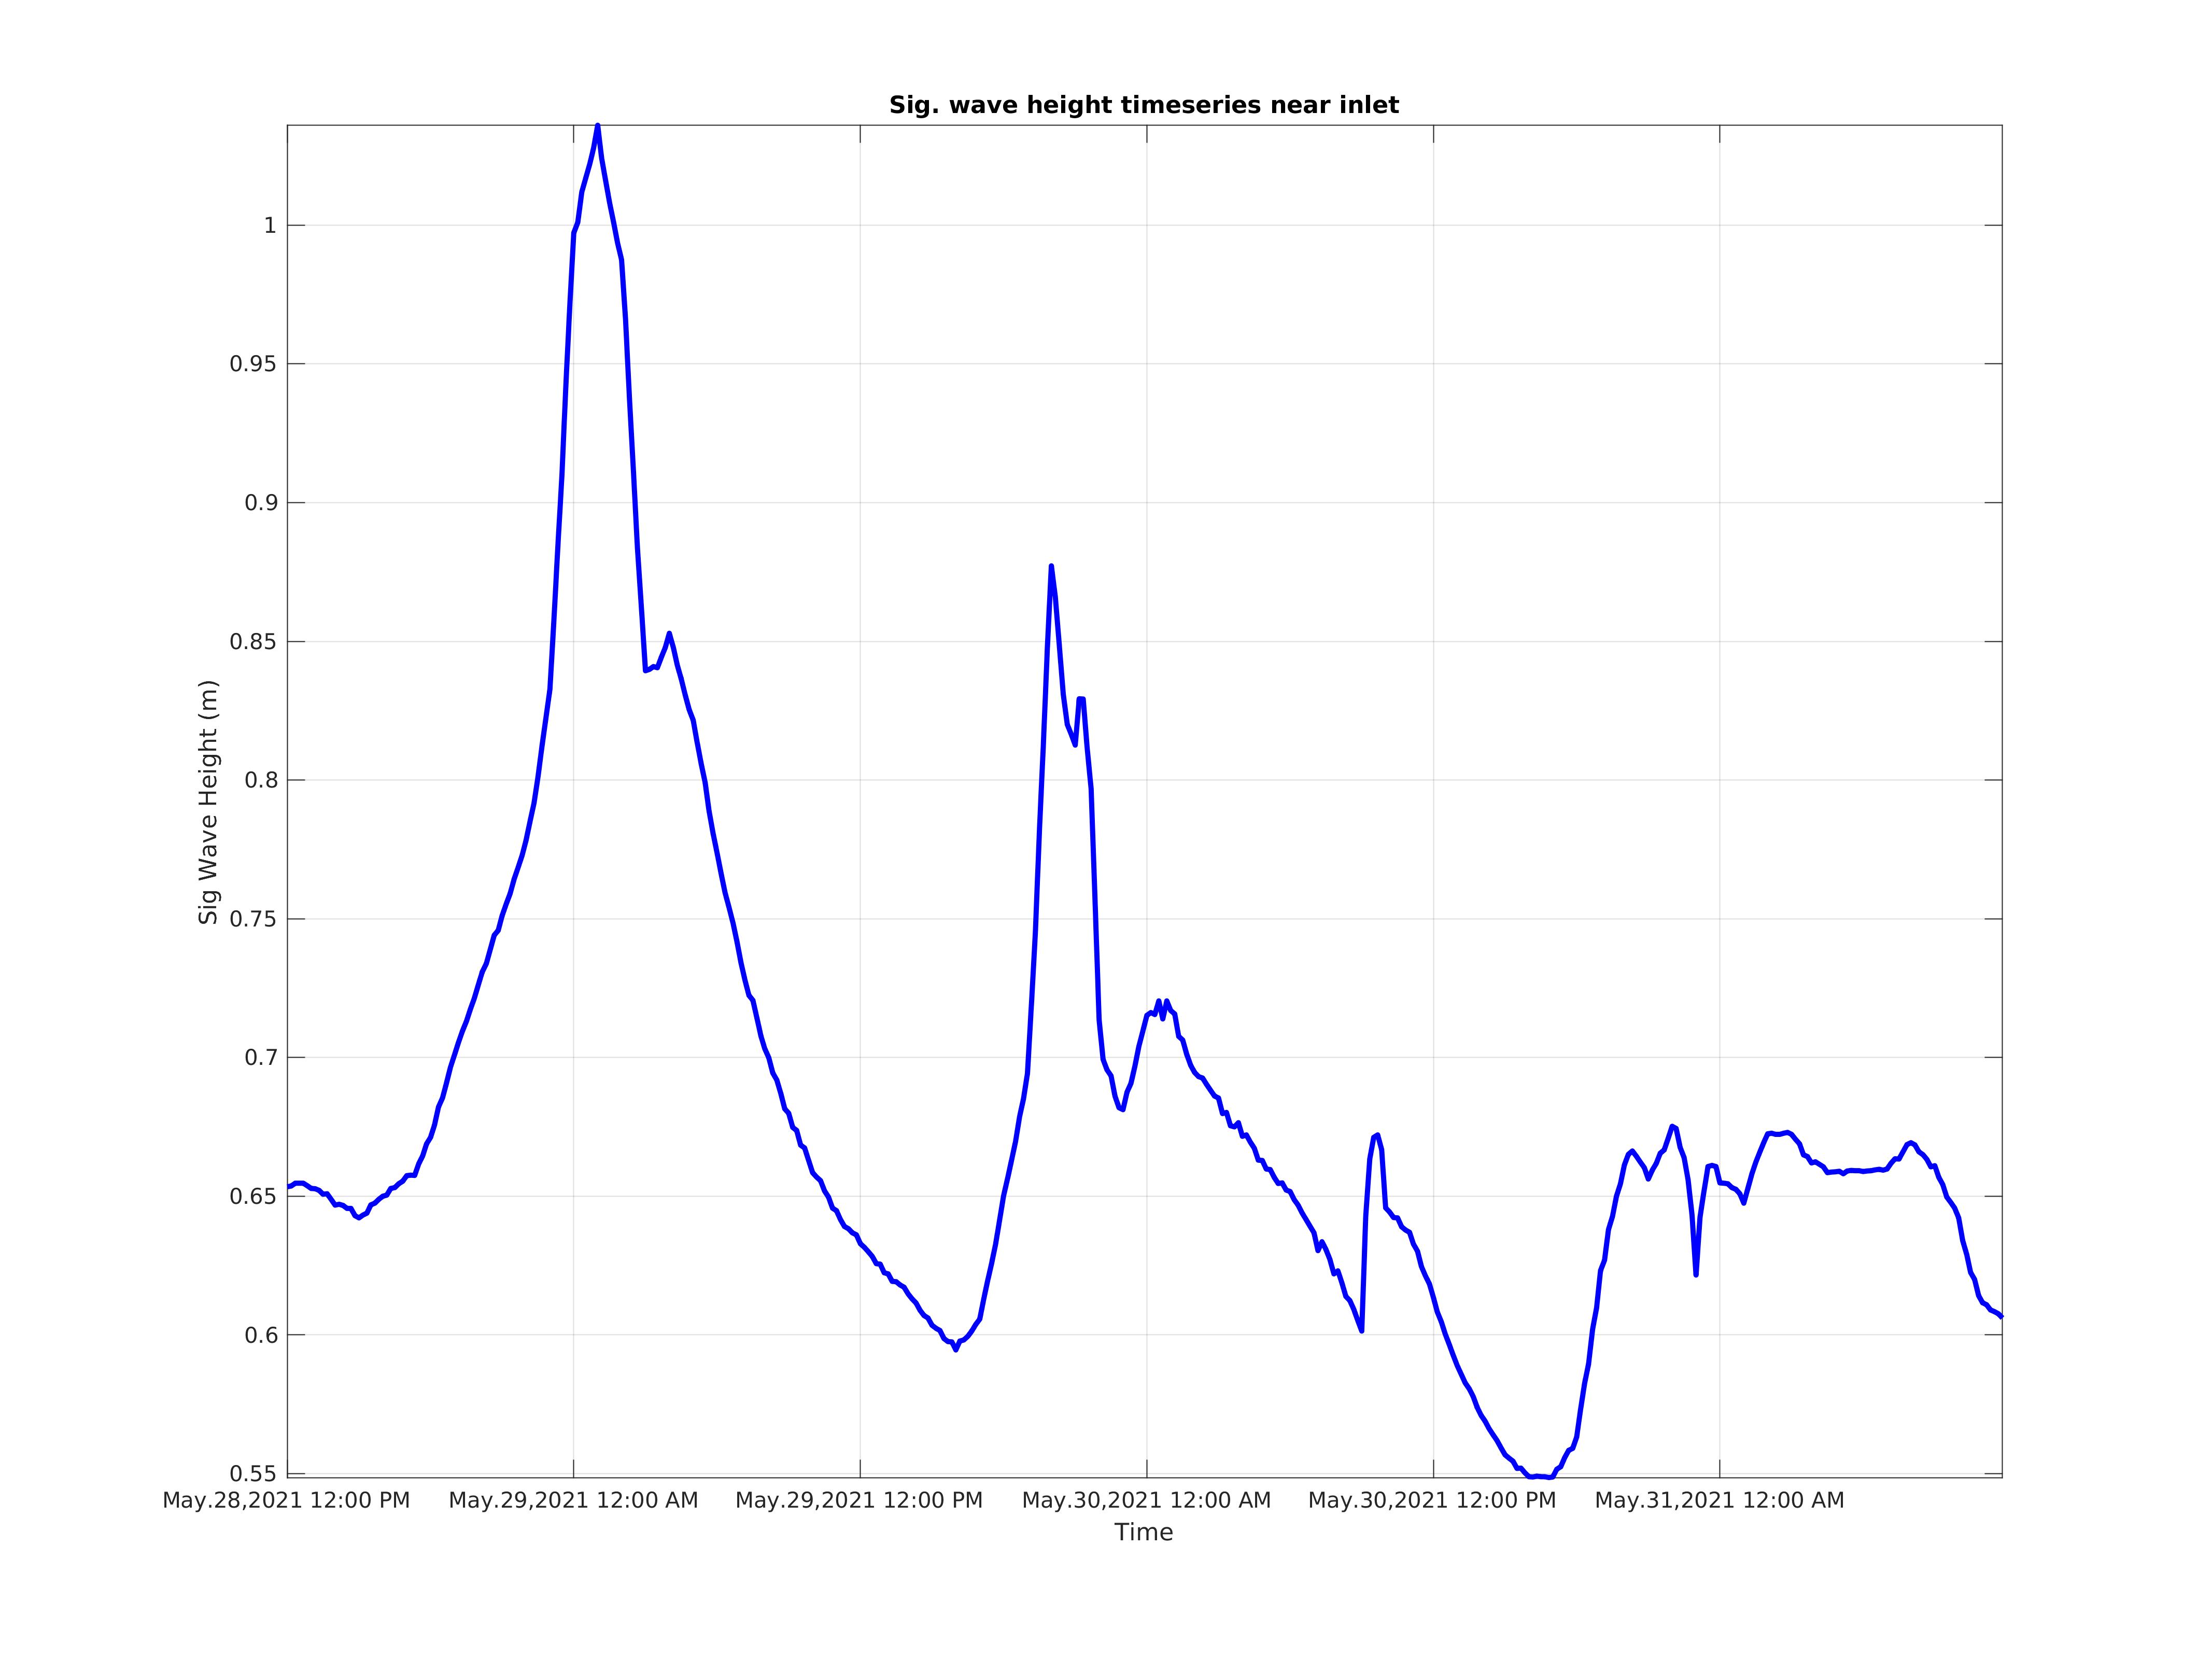 Sig. wave height timeseries near inlet
1
0.95
0.9
0.85
0.8
0.75
0.7
0.65
0.6
0.55
Sig Wave Height (m)
May.28,2021 12:00 PM May.29,2021 12:00 AM May.29,2021 12:00 PM May.30,2021 12:00 AM May.30,2021 12:00 PM May.31,2021 12:00 AM
Time